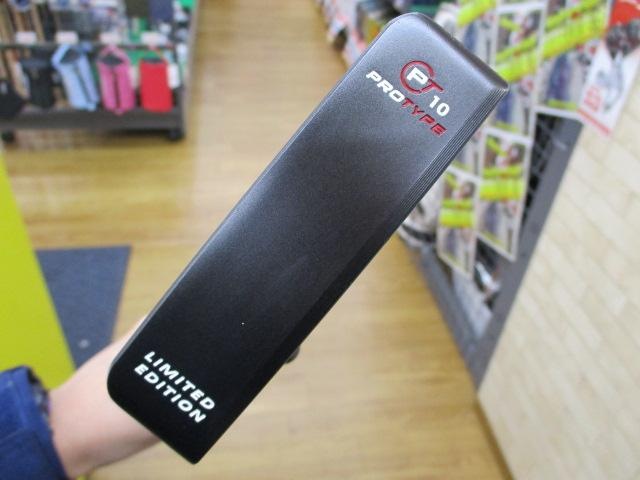 PT
10
PROTYPE
LIMITED
EDITION